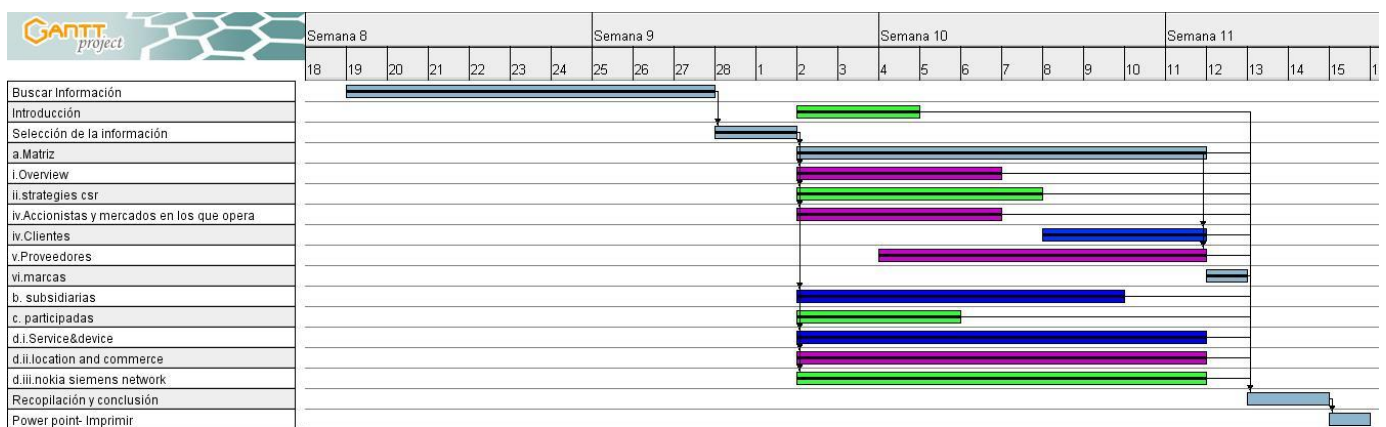 GANTT
project
Semana 8 Semana 9 Semana 10 Semana 11
18 19 20 21 22 23 24 25 26 27 28 1 2 3 4 5 6 7 8 9 10 11 12 13 14 15 1
Buscar Información
Introducción
Selección de la información
a.Matriz
i.Overview
ii.strategies csr
iv.Accionistas y mercados en los que opera
iv.Clientes
v.Proveedores
vi.marcas
b. subsidiarias
c. participadas
d.i.Service&device
d.ii.location and commerce
d.iii.nokia siemens network
Recopilación y conclusión
Power point- Imprimir